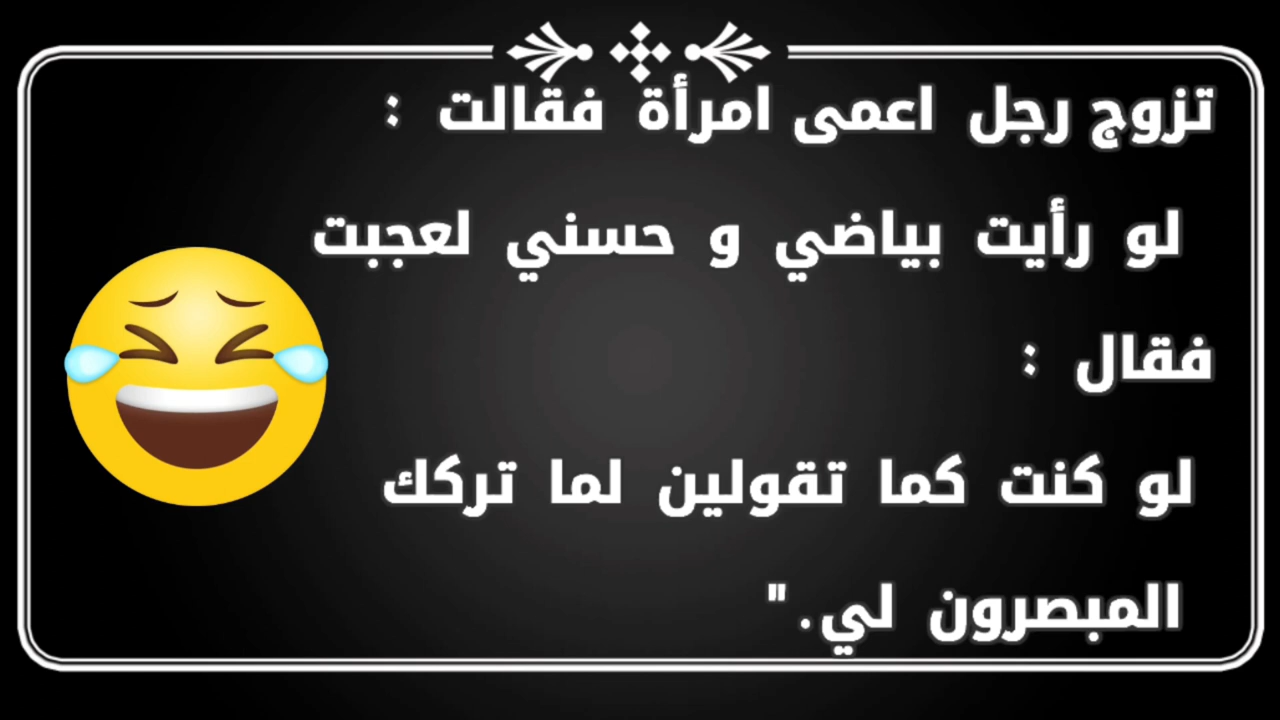 تزوج رجل اعمى امرأة فقالت :
لو رأيت بياضي و حسني لعجبت
فقال :
لو كنت كما تقولين لما تركك
المبصرون لي."